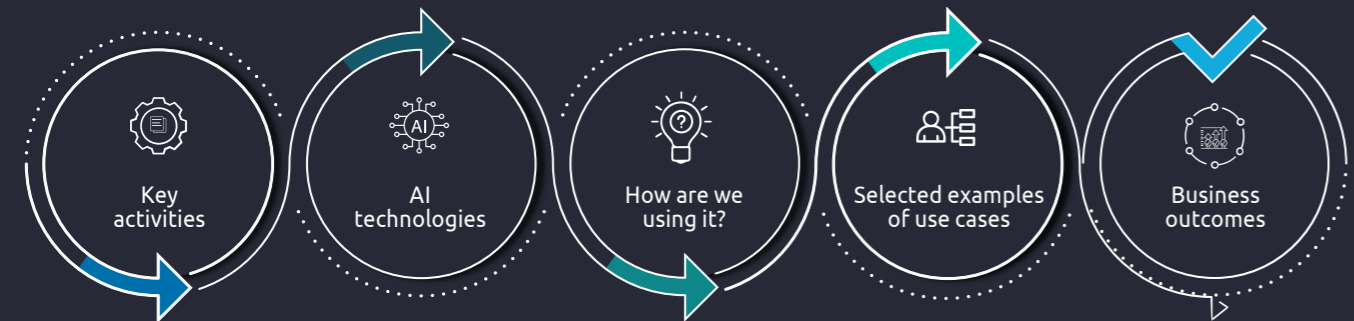 Key
activities
AI
AI
technologies
?
How are we
using it?
Selected examples
of use cases
Business
outcomes